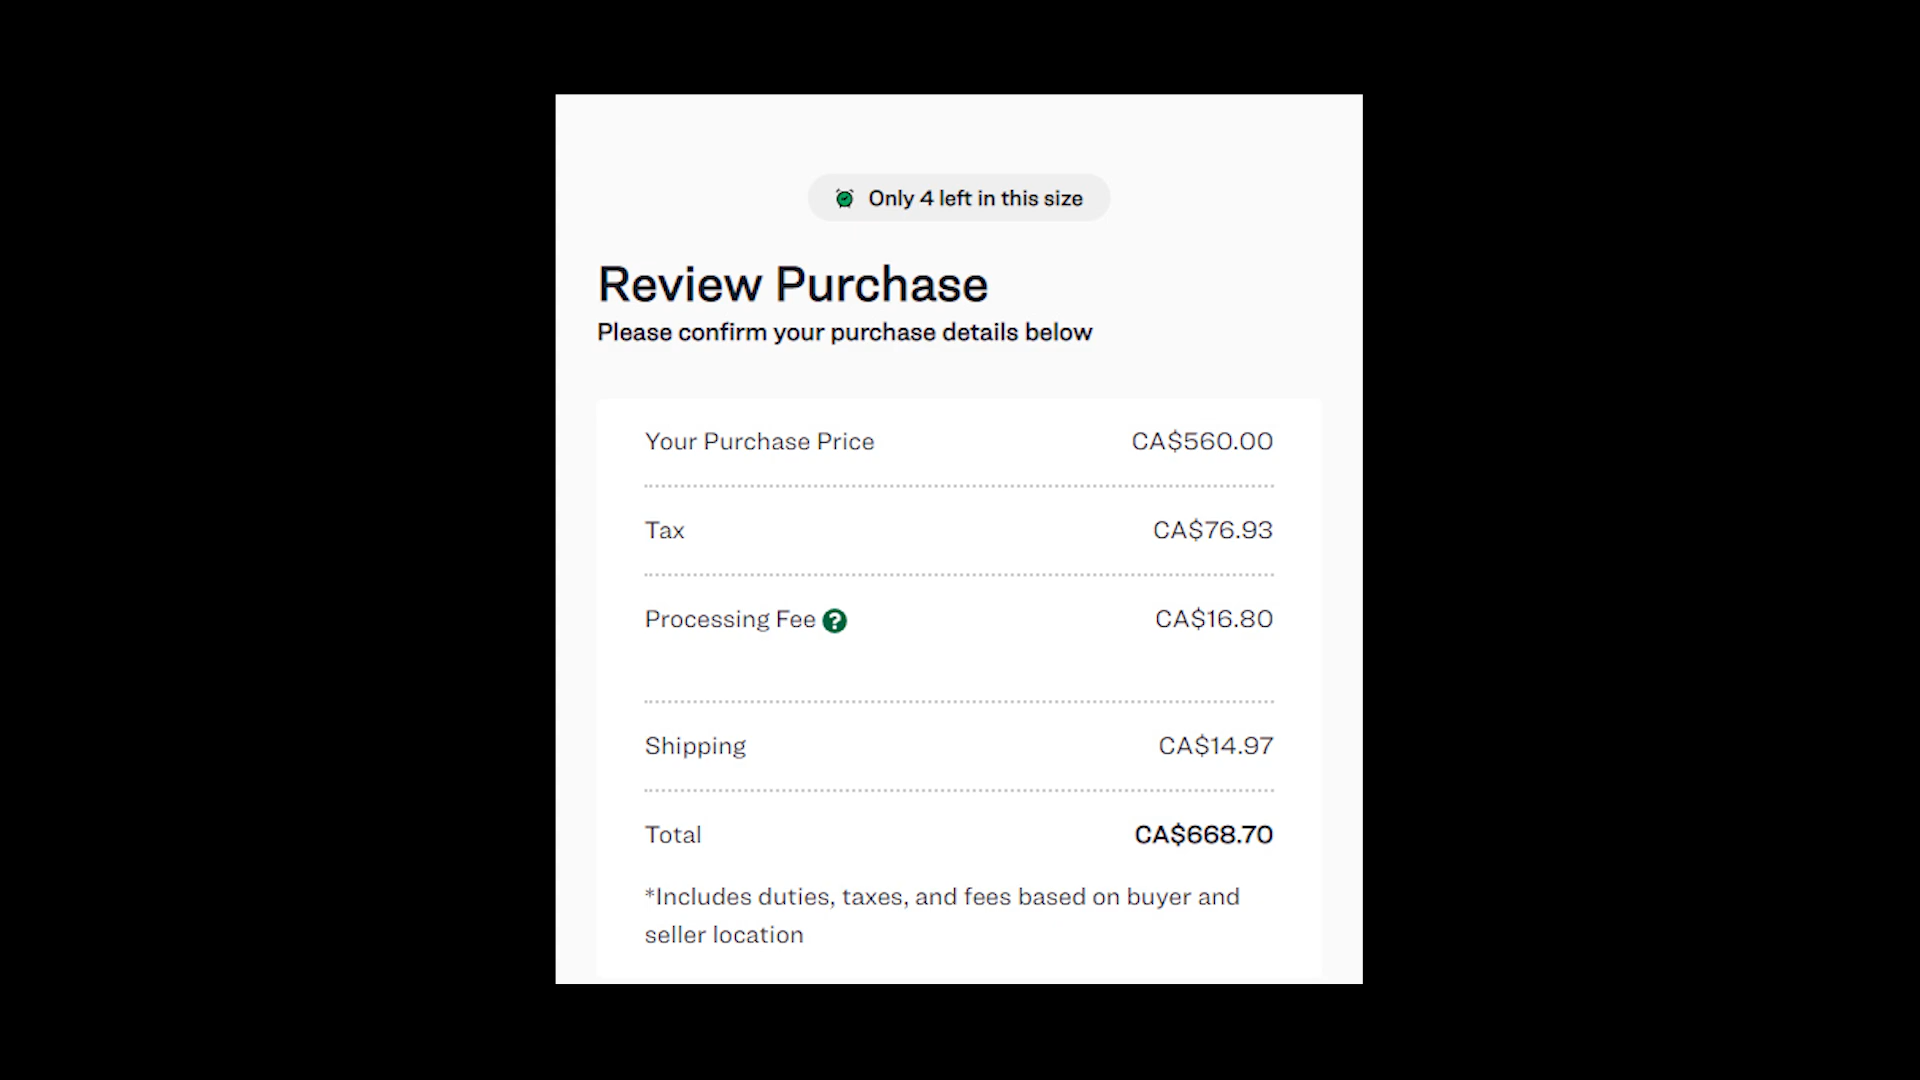 Only 4 left in this size
Review Purchase
Please confirm your purchase details below
Your Purchase Price CA$560.00
Tax CA$76.93
Processing Fee ? CA$16.80
Shipping CA$14.97
Total CA$668.70
*Includes duties, taxes, and fees based on buyer and
seller location